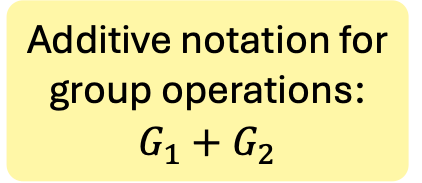 Additive notation for
group operations:
G₁ + G₂